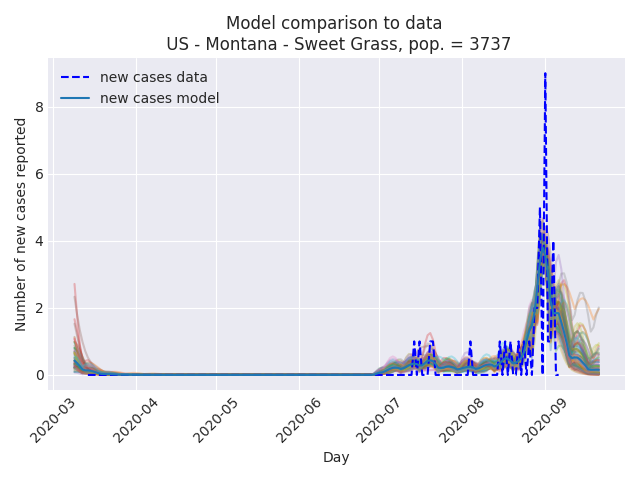 Model comparison to data
US - Montana - Sweet Grass, pop. = 3737
new cases data
new cases model
Number of new cases reported
8
6
4
2
0
2020-03
2020-04
2020-05
2020-06
2020-07
2020-08
2020-09
Day